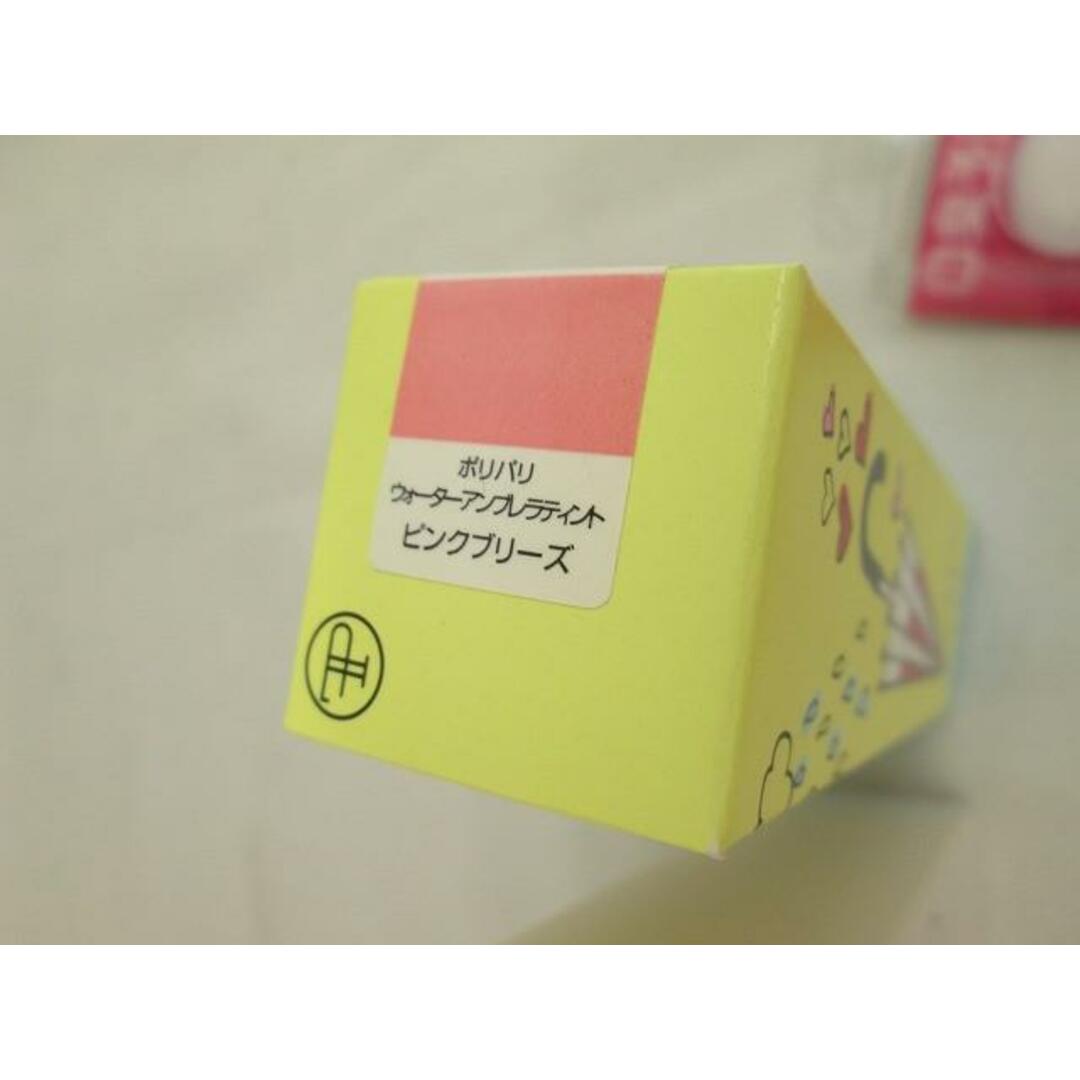 ポリバリ
ウォーターアンブレラティント
ピンクブリーズ